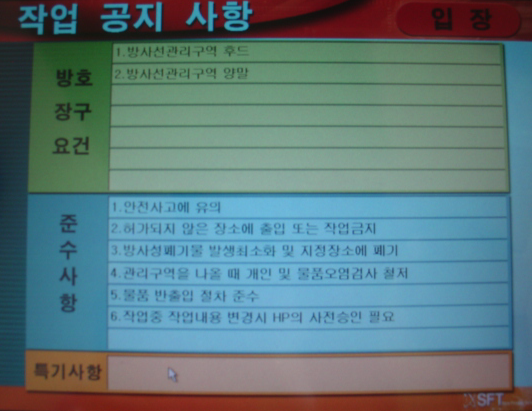 작업 공지 사항
입 장
방호
장구
요건
1.방사선관리구역 후드
2.방사선관리구역 양말
준
수
사
항
1.안전사고에 유의
2.허가되지 않은 장소에 출입 또는 작업금지
3.방사성폐기물 발생최소화 및 지정장소에 폐기
4.관리구역을 나올 때 개인 및 물품오염검사 철저
5.물품 반출입 절차 준수
6.작업중 작업내용 변경시 HP의 사전승인 필요
특기사항
SFT